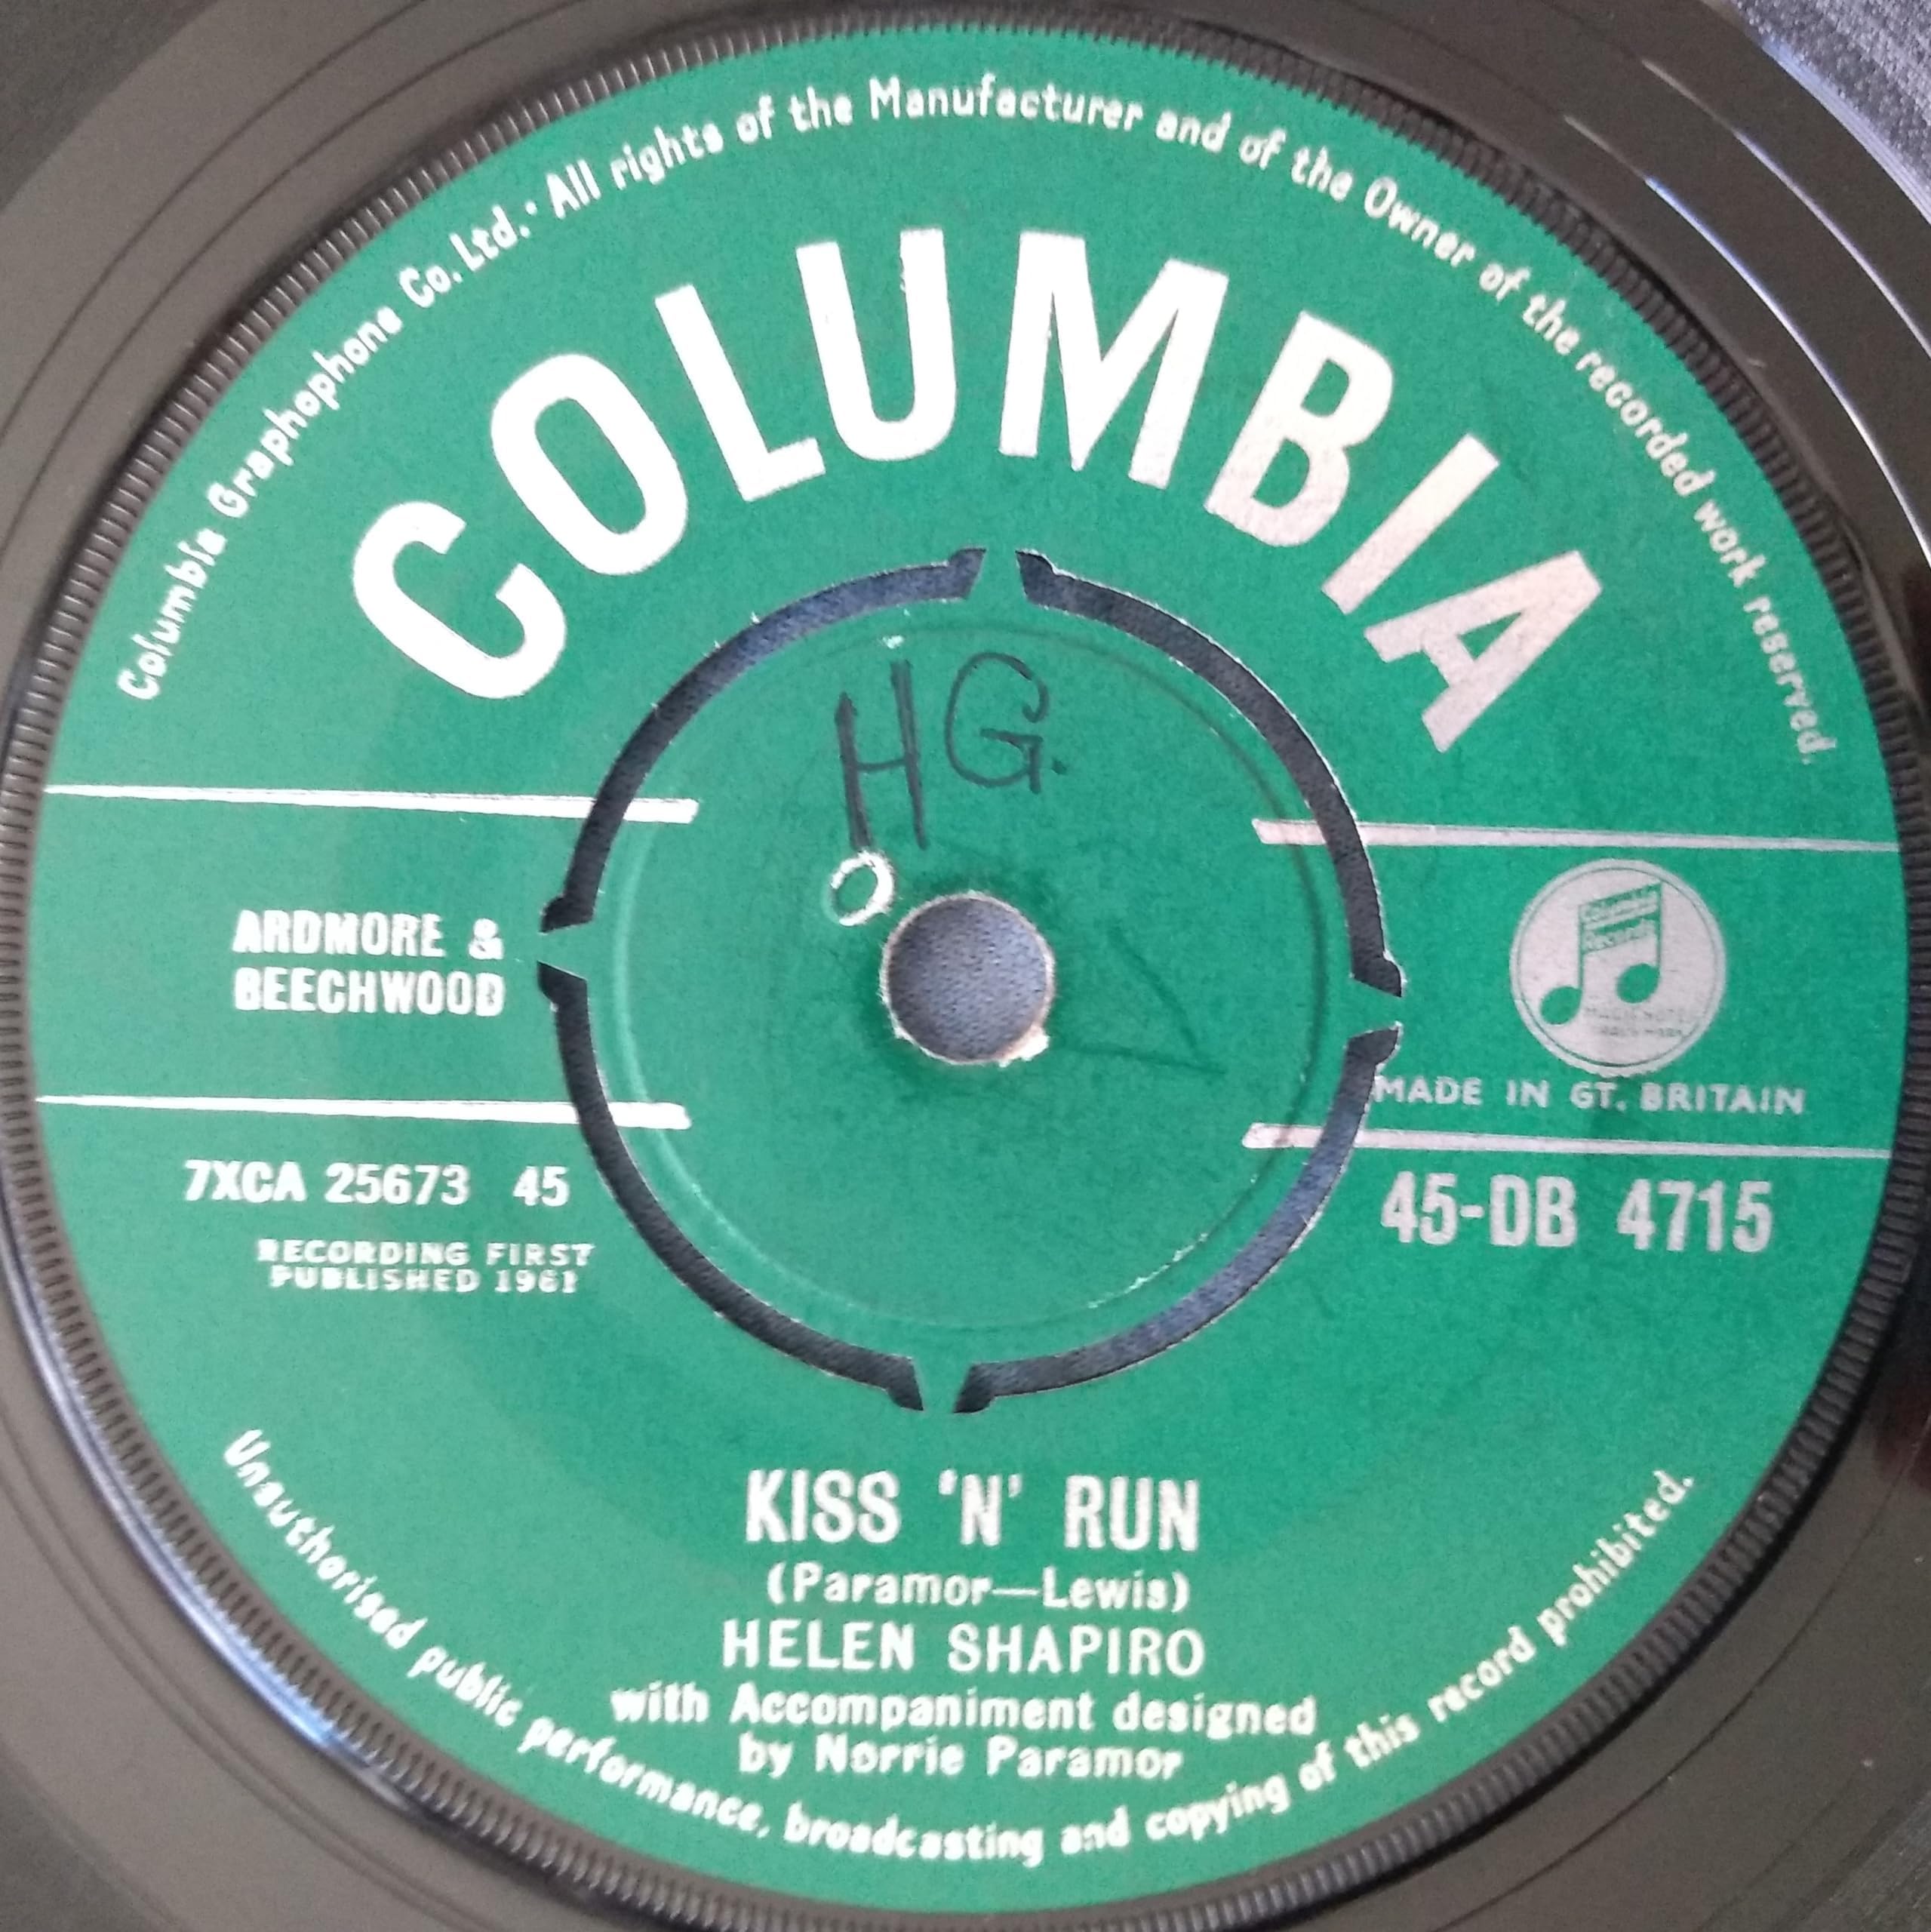 Columbia Graphophone Co. Ltd. · All rights of the Manufacturer and of the Owner of the recorded work reserved.
COLUMBIA
HG.
ARDMORE &
BEECHWOOD
Columbia
Records
MADE IN GT. BRITAIN
7XCA 25673 45
45-DB 4715
RECORDING FIRST
PUBLISHED 1961
KISS 'N' RUN
(Paramor—Lewis)
HELEN SHAPIRO
with Accompaniment designed
by Norrie Paramor
Unauthorised public performance, broadcasting and copying of this record prohibited.